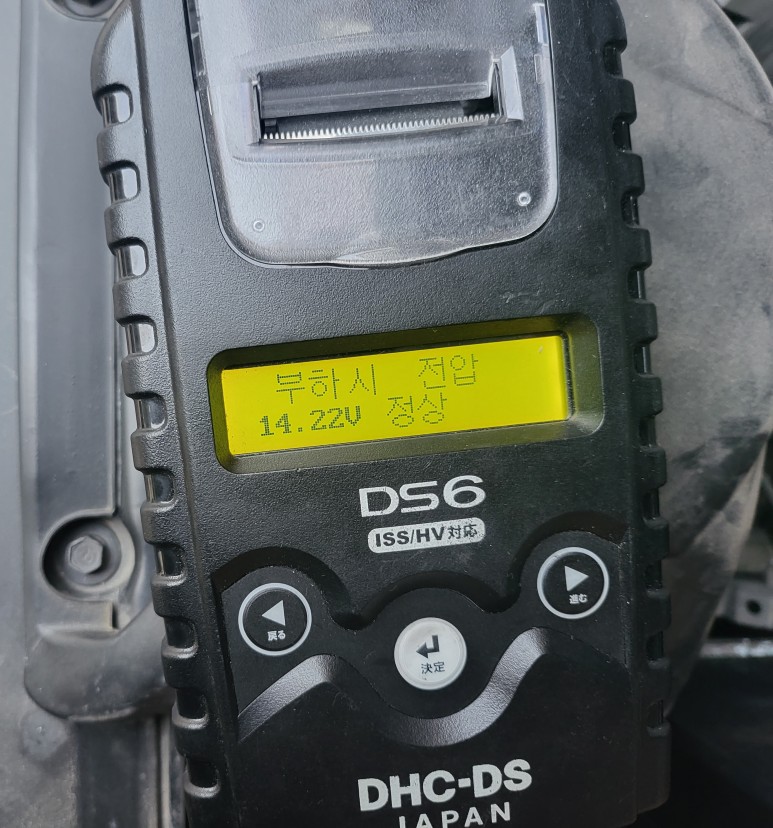 부하시 전압
14.22V 정상
DS6
ISS/HV対応
戻る
進む
決定
DHC-DS
JAPAN